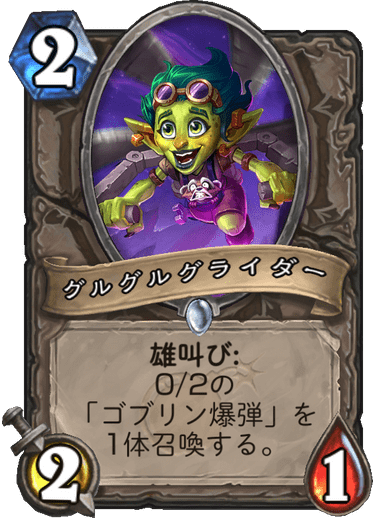 2
グルグルグライダー
雄叫び:
0/2の
「ゴブリン爆弾」を
1体召喚する。
2
1